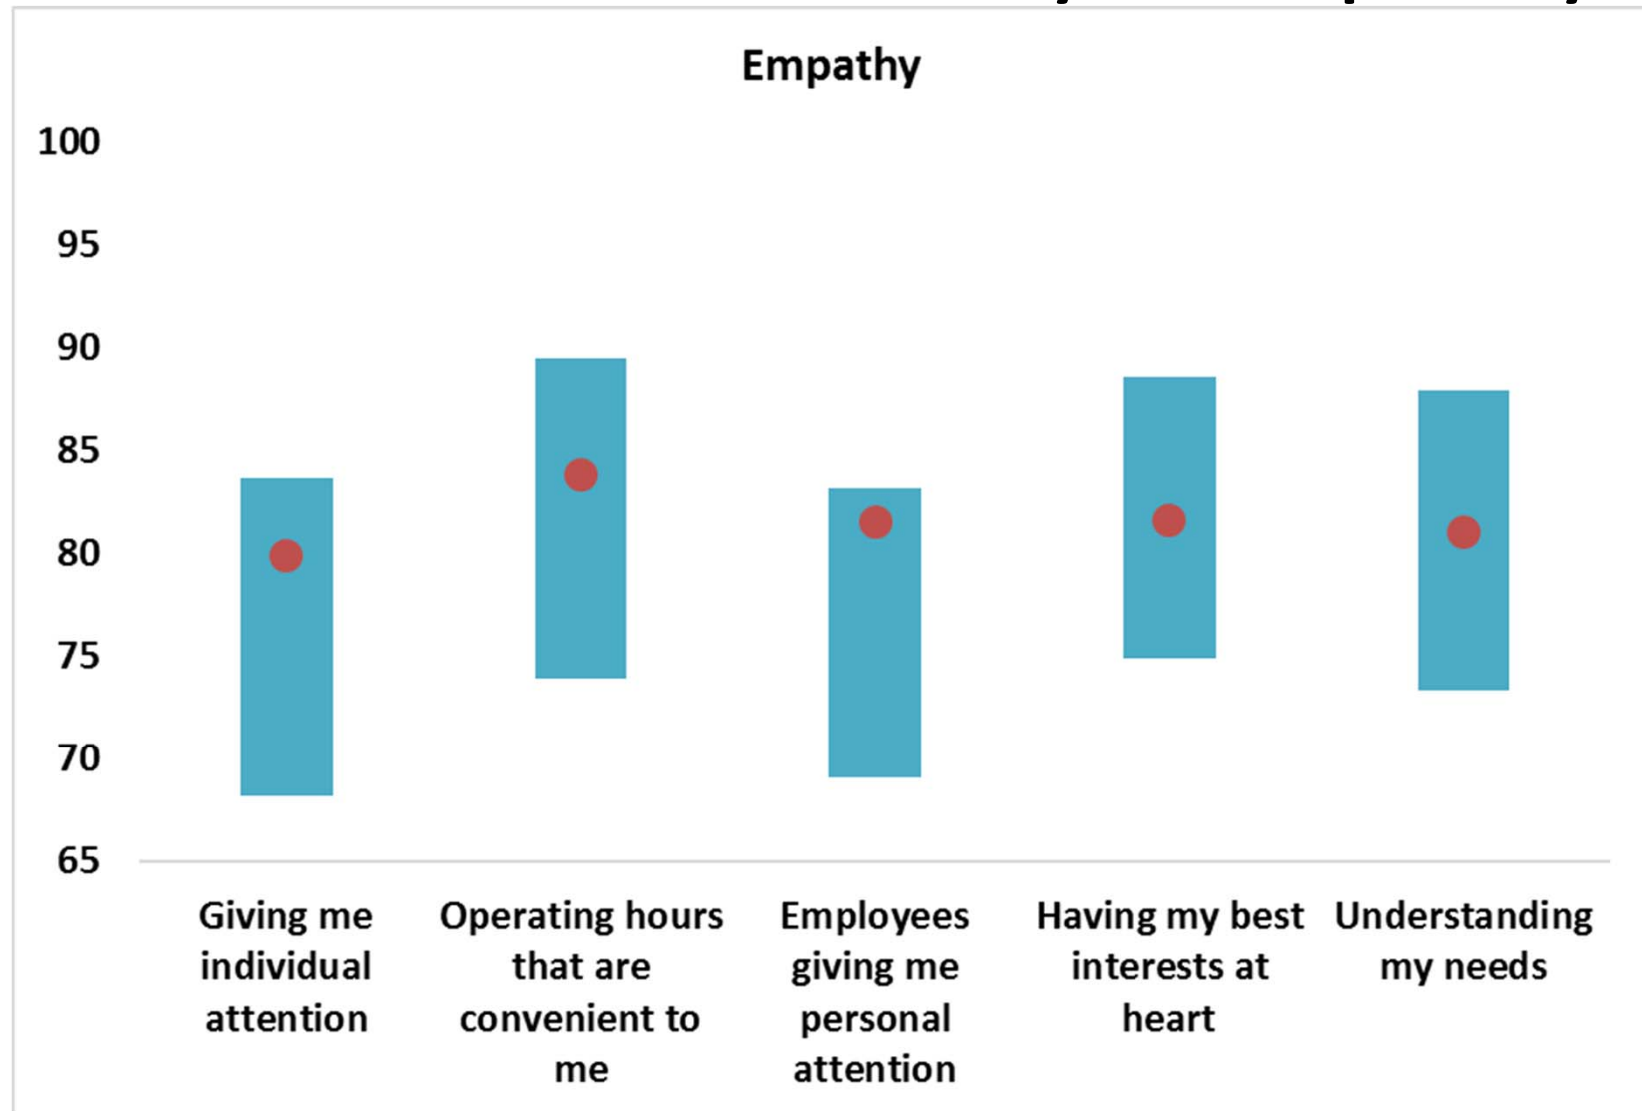 Empathy
100
95
90
85
80
75
70
65
Giving me
individual
attention
Operating hours
that are
convenient to
me
Employees
giving me
personal
attention
Having my best
interests at
heart
Understanding
my needs